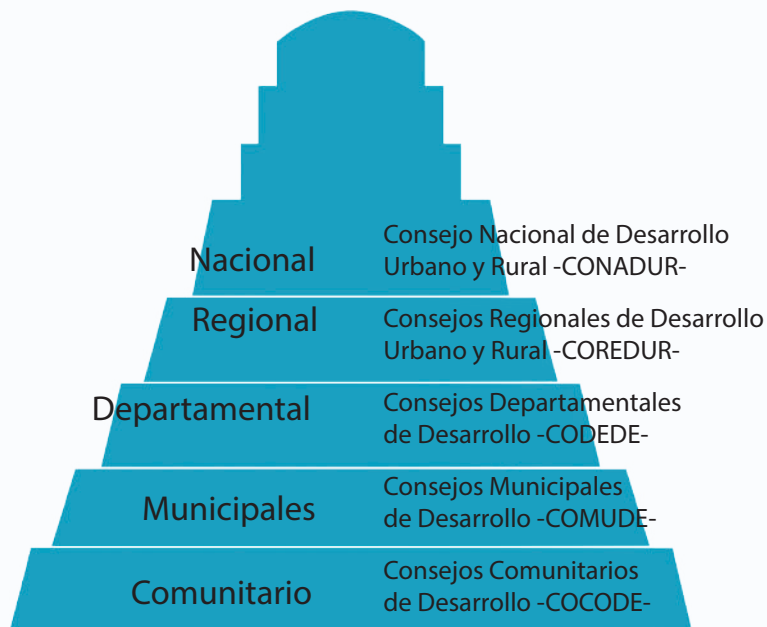 Nacional
Consejo Nacional de Desarrollo
Urbano y Rural -CONADUR-
Regional
Consejos Regionales de Desarrollo
Urbano y Rural -COREDUR-
Departamental
Consejos Departamentales
de Desarrollo -CODEDE-
Municipales
Consejos Municipales
de Desarrollo -COMUDE-
Comunitario
Consejos Comunitarios
de Desarrollo -COCODE-